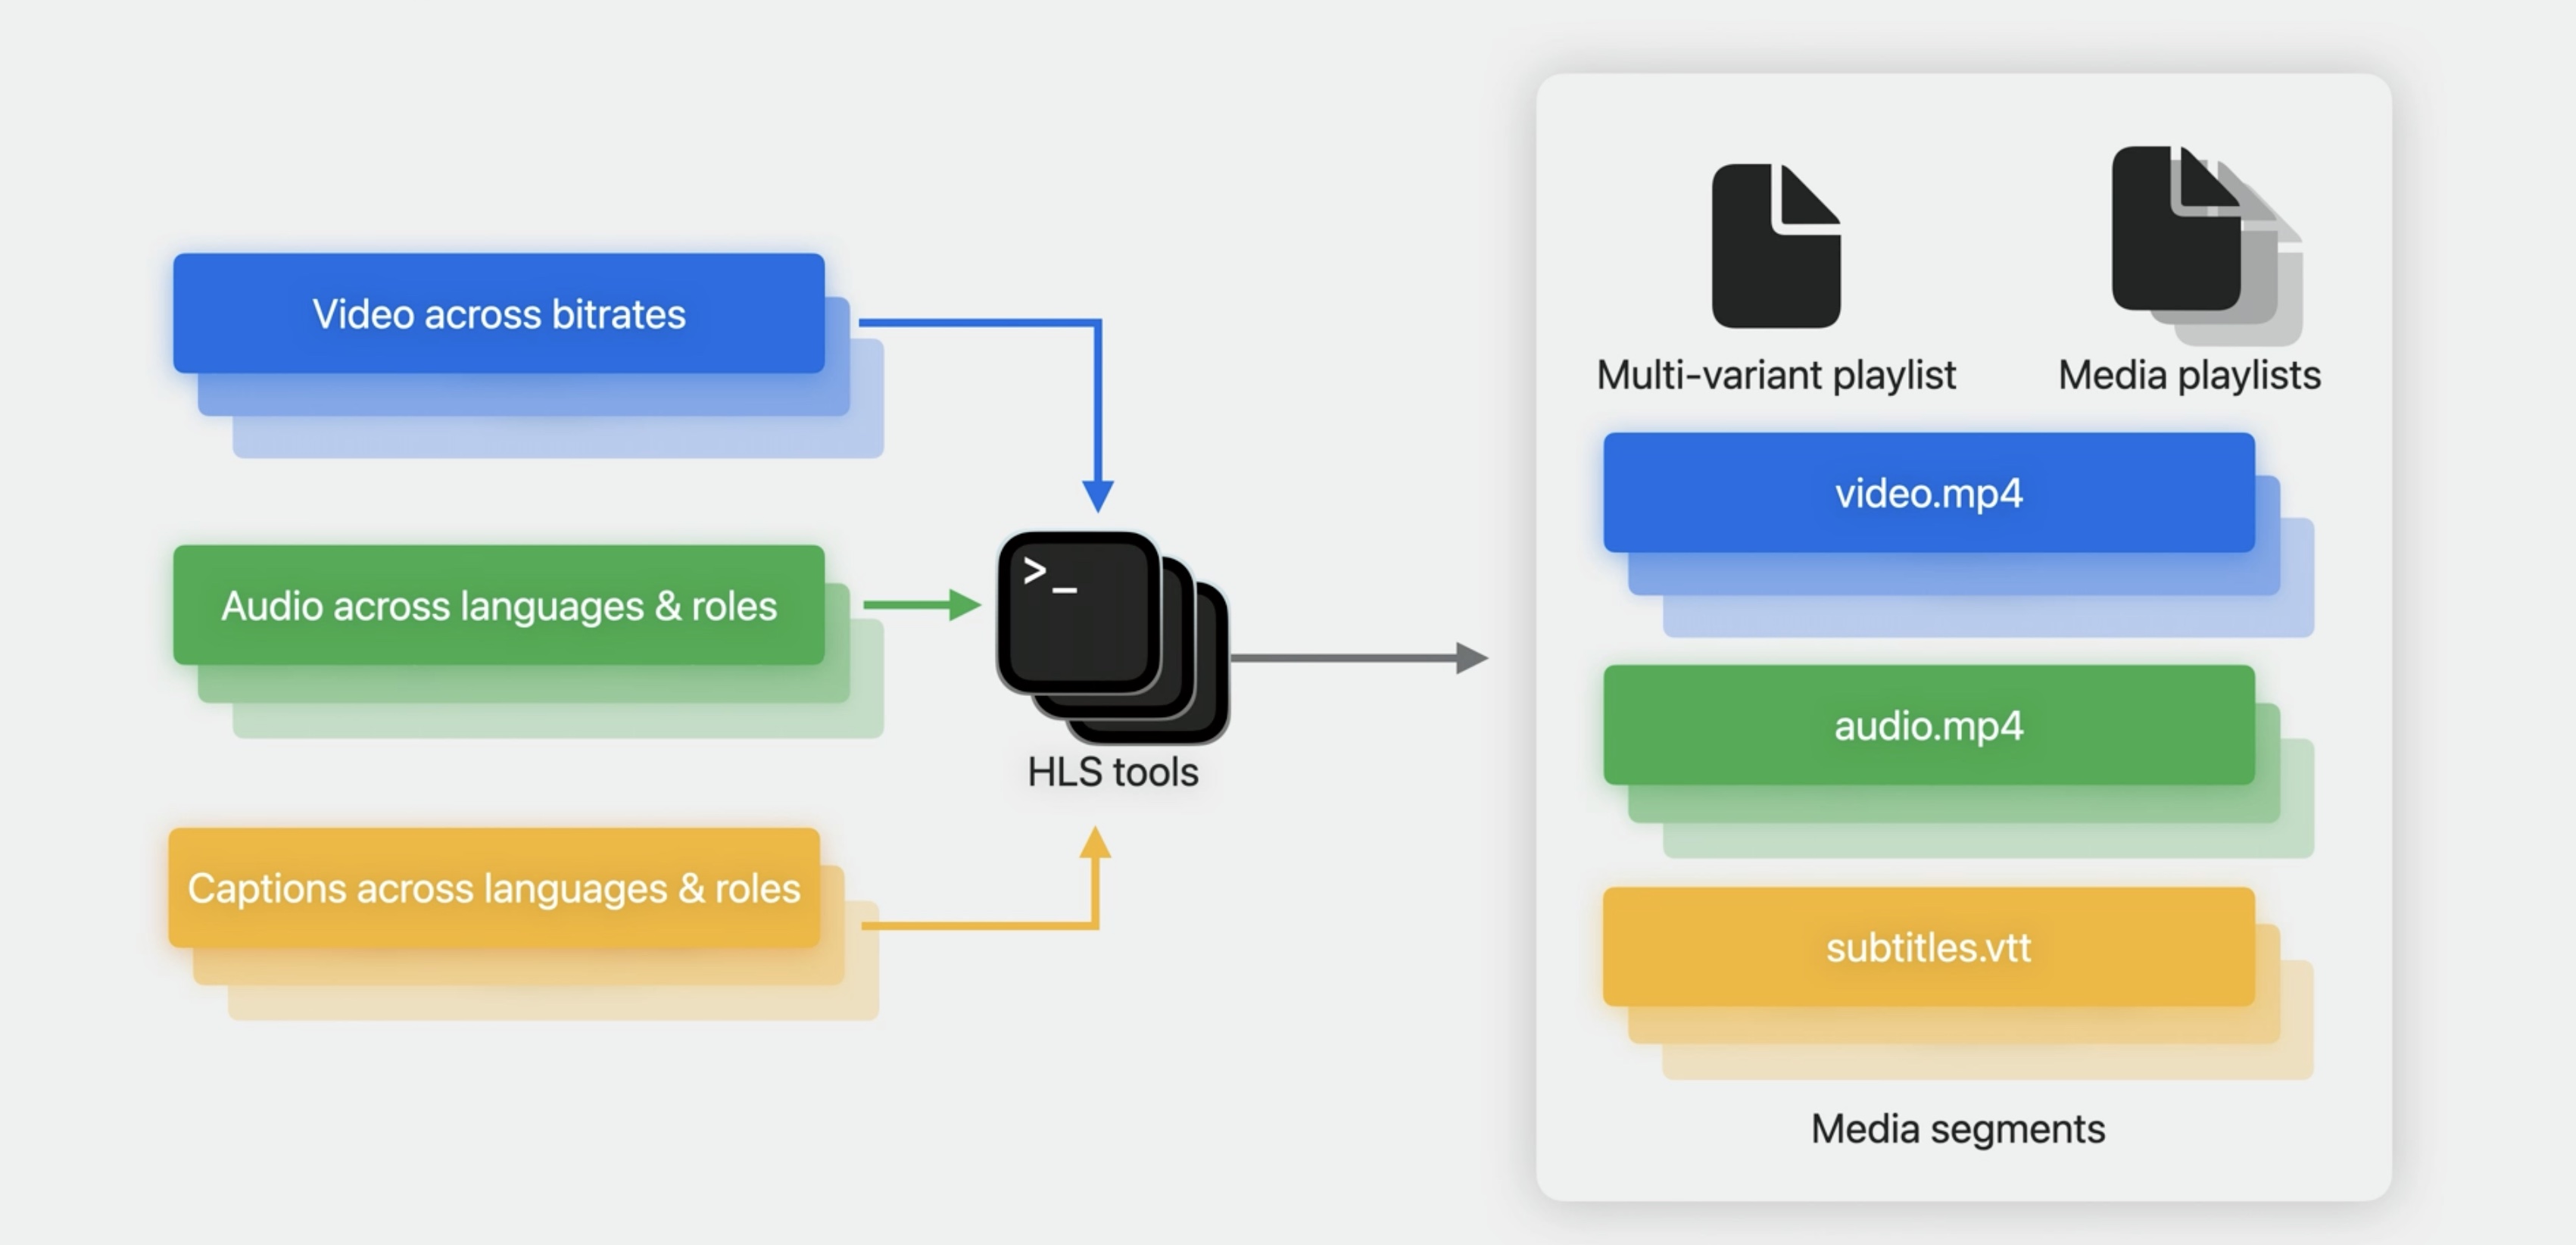 Video across bitrates
Audio across languages & roles
Captions across languages & roles
>_
HLS tools
Multi-variant playlist
Media playlists
video.mp4
audio.mp4
subtitles.vtt
Media segments